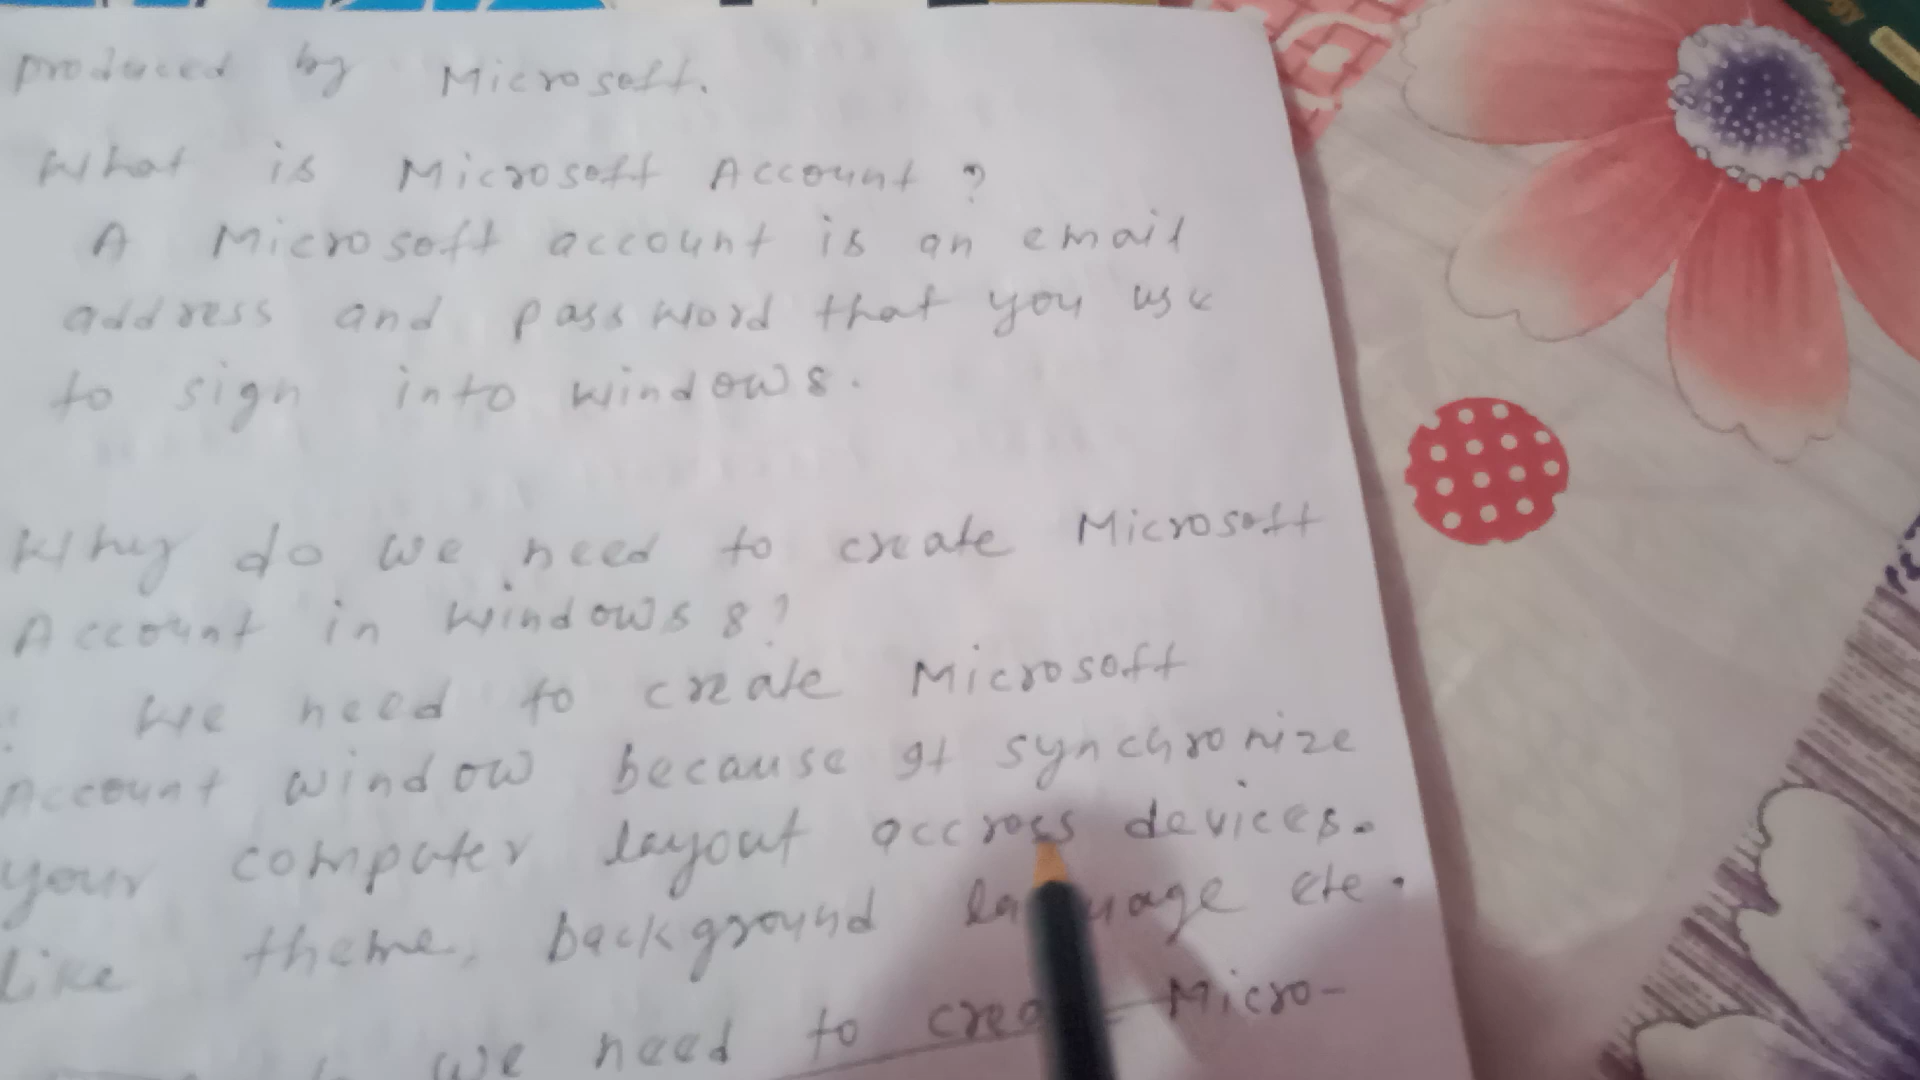 produced by Microsoft.
What is Microsoft Account ?
A Microsoft account is an email
address and password that you use
to sign into windows.
Why do we need to create Microsoft
Account in windows 8?
: We need to create Microsoft
Account window because It synchronize
your computer layout accross devices.
like theme, background language etc.
we need to create Micro-